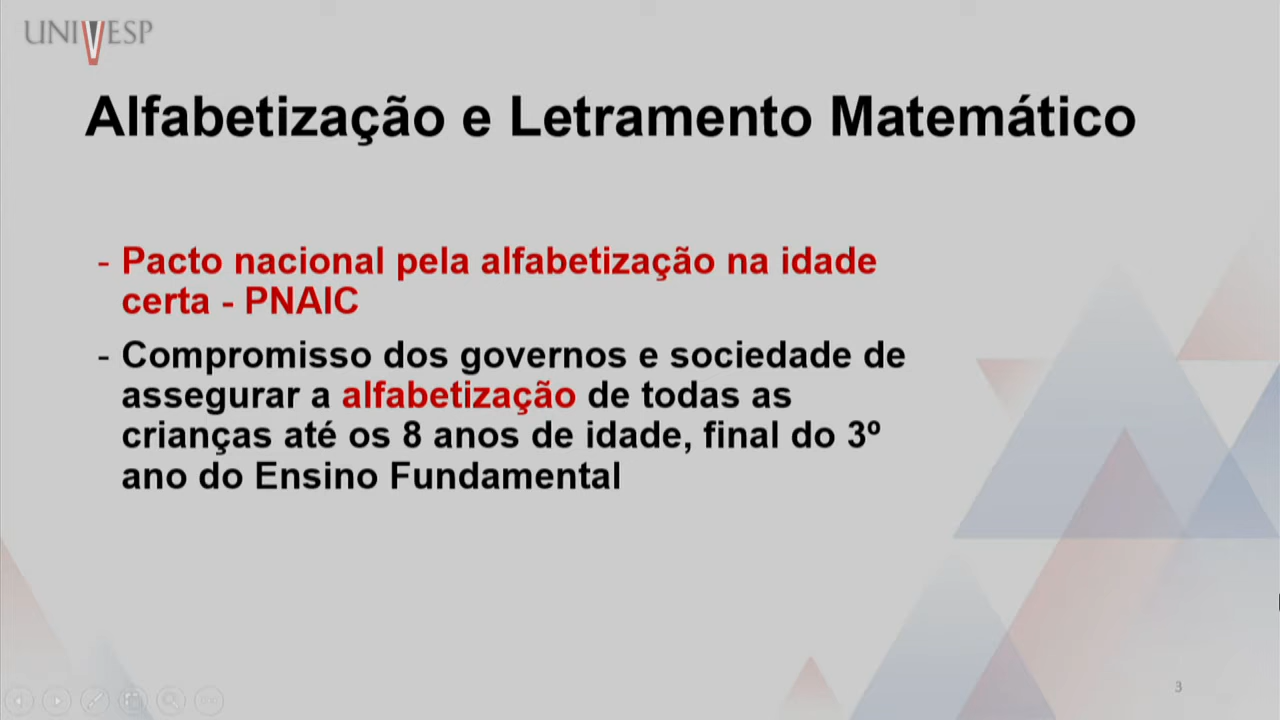 UNIVESP
Alfabetização e Letramento Matemático
- Pacto nacional pela alfabetização na idade
certa - PNAIC
- Compromisso dos governos e sociedade de
assegurar a alfabetização de todas as
crianças até os 8 anos de idade, final do 3º
ano do Ensino Fundamental
3